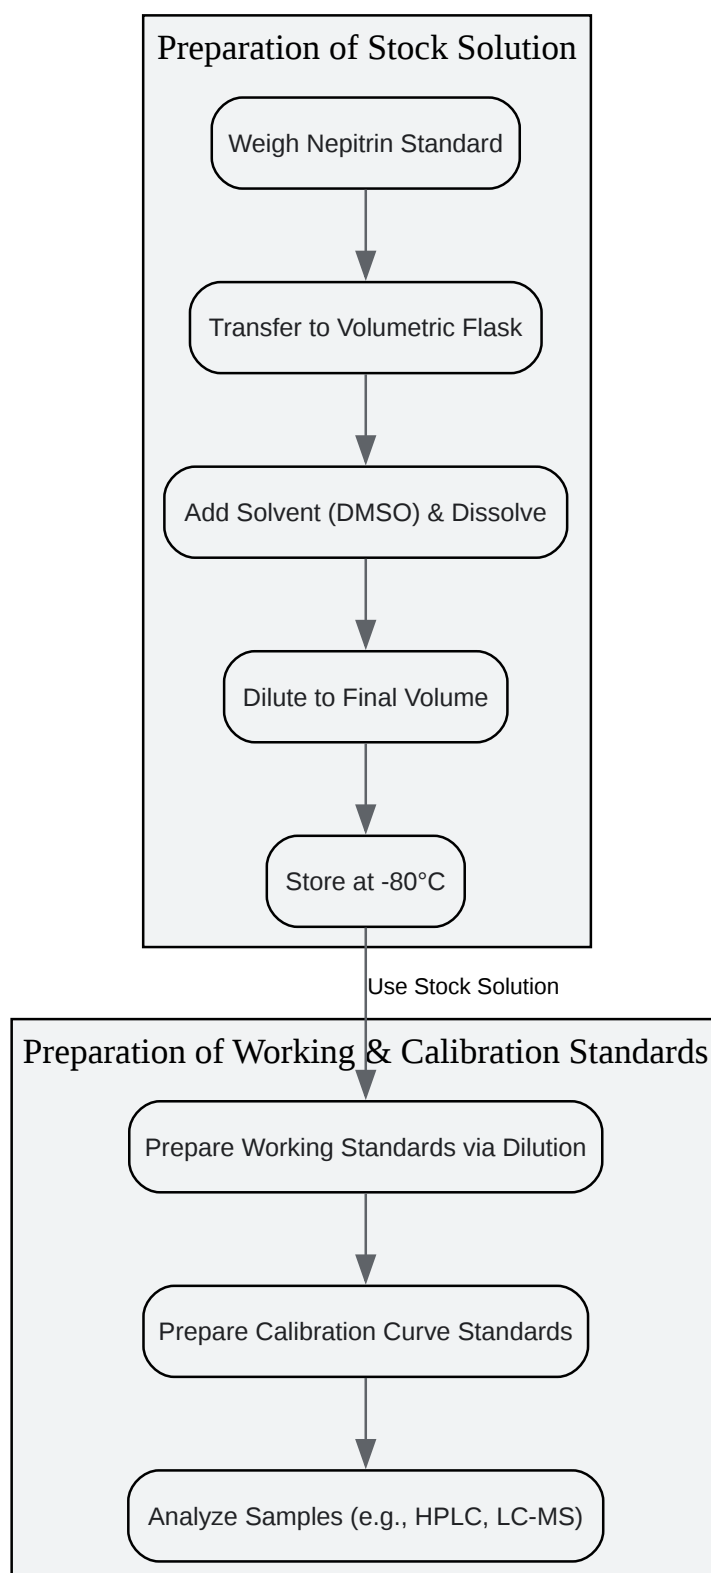 Preparation of Stock Solution
Weigh Nepitrin Standard
Transfer to Volumetric Flask
Add Solvent (DMSO) & Dissolve
Dilute to Final Volume
Store at -80°C
Use Stock Solution
Preparation of Working & Calibration Standards
Prepare Working Standards via Dilution
Prepare Calibration Curve Standards
Analyze Samples (e.g., HPLC, LC-MS)